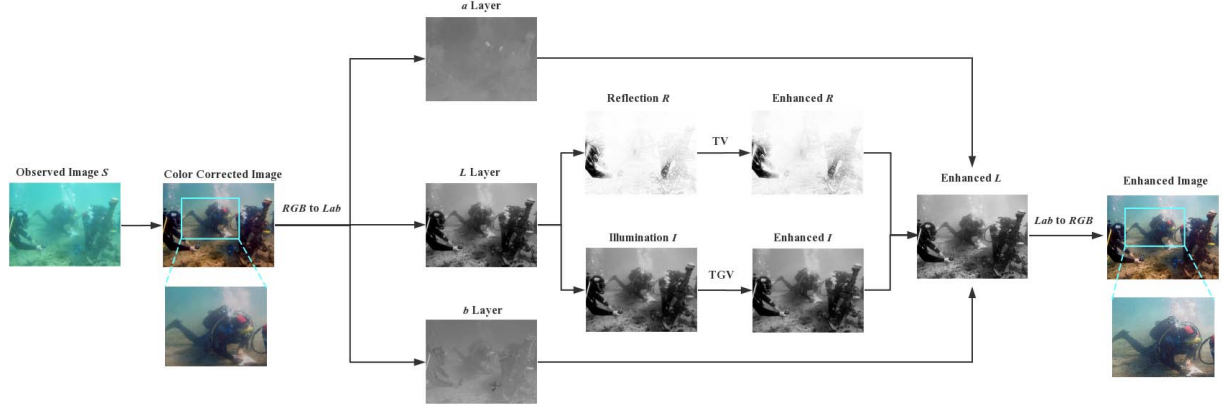 a Layer
Reflection R
Enhanced R
TV
Observed Image S
Color Corrected Image
RGB to Lab
L Layer
Enhanced L
Lab to RGB
Enhanced Image
Illumination I
Enhanced I
TGV
b Layer